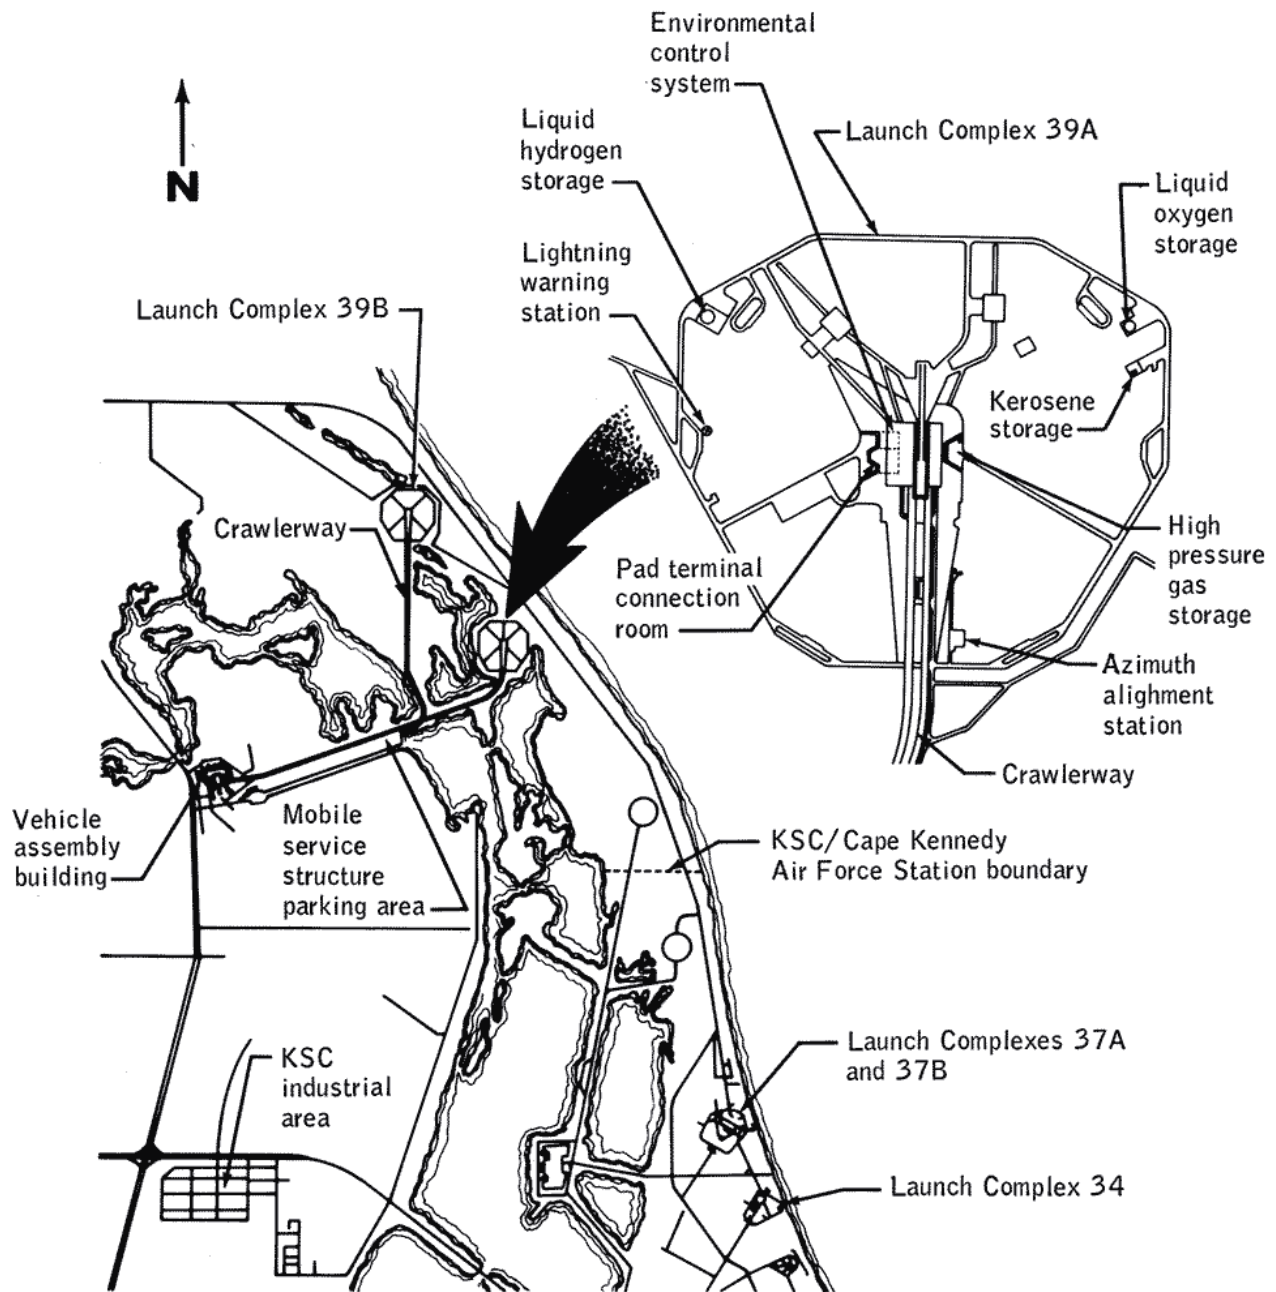 Environmental
control
system
Launch Complex 39A
Liquid
hydrogen
storage
Liquid
oxygen
storage
N
Lightning
warning
station
Launch Complex 39B
Kerosene
storage
Crawlerway
High
pressure
gas
storage
Pad terminal
connection
room
Azimuth
alighment
station
Crawlerway
Vehicle
assembly
building
Mobile
service
structure
parking area
KSC/Cape Kennedy
Air Force Station boundary
KSC
industrial
area
Launch Complexes 37A
and 37B
Launch Complex 34